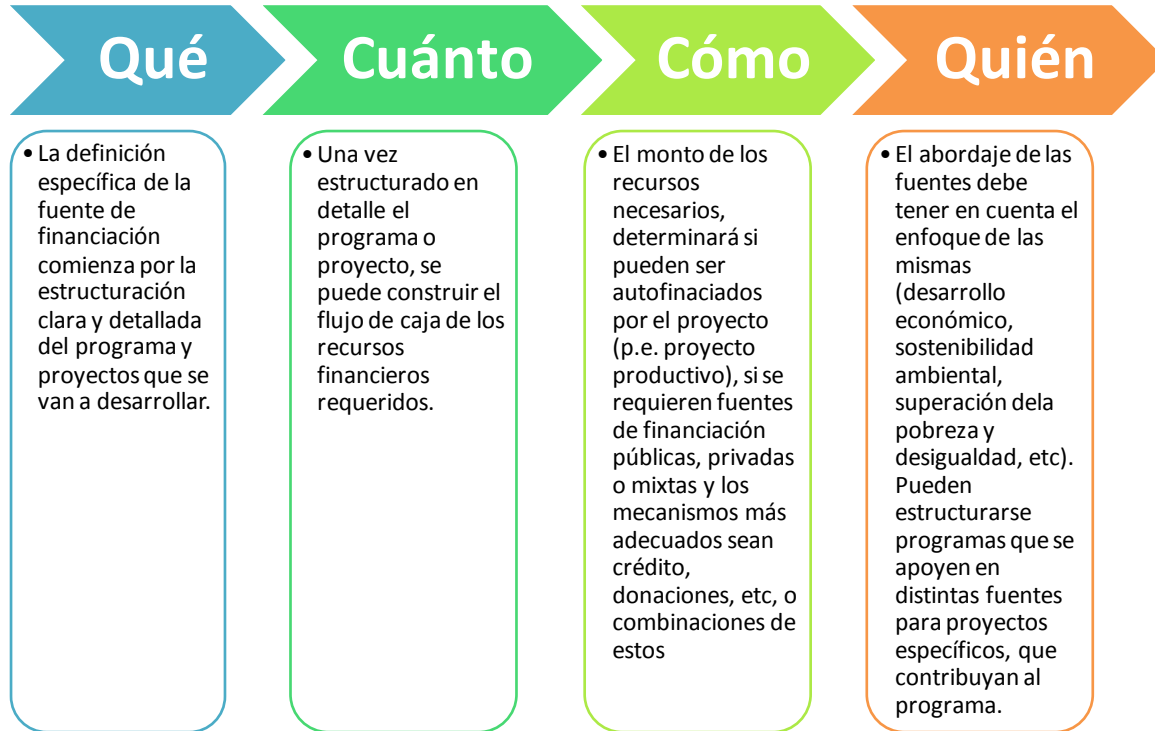 Qué
Cuánto
Cómo
Quién
• La definición
específica de la
fuente de
financiación
comienza por la
estructuración
clara y detallada
del programa y
proyectos que se
van a desarrollar.
• Una vez
estructurado en
detalle el
programa o
proyecto, se
puede construir el
flujo de caja de los
recursos
financieros
requeridos.
• El monto de los
recursos
necesarios,
determinará si
pueden ser
autofinaciados
por el proyecto
(p.e. proyecto
productivo), si se
requieren fuentes
de financiación
públicas, privadas
o mixtas y los
mecanismos más
adecuados sean
crédito,
donaciones, etc, o
combinaciones de
estos
• El abordaje de las
fuentes debe
tener en cuenta el
enfoque de las
mismas
(desarrollo
económico,
sostenibilidad
ambiental,
superación dela
pobreza y
desigualdad, etc).
Pueden
estructurarse
programas que se
apoyen en
distintas fuentes
para proyectos
específicos, que
contribuyan al
programa.